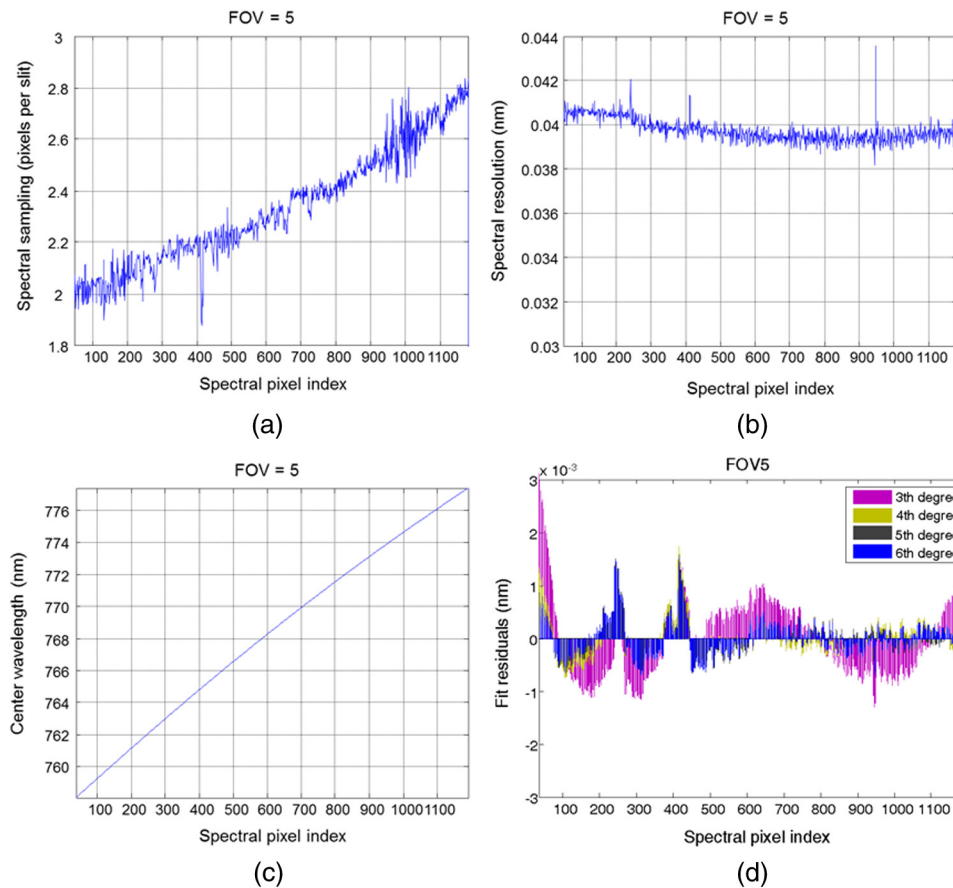 FOV = 5
Spectral sampling (pixels per slit)
3
2.8
2.6
2.4
2.2
2
1.8
100 200 300 400 500 600 700 800 900 1000 1100
Spectral pixel index
(a)
FOV = 5
Spectral resolution (nm)
0.044
0.042
0.04
0.038
0.036
0.034
0.032
0.03
100 200 300 400 500 600 700 800 900 1000 1100
Spectral pixel index
(b)
FOV = 5
Center wavelength (nm)
776
774
772
770
768
766
764
762
760
100 200 300 400 500 600 700 800 900 1000 1100
Spectral pixel index
(c)
FOV5
x 10-3
Fit residuals (nm)
3
2
1
0
-1
-2
-3
3th degre
4th degre
5th degre
6th degre
100 200 300 400 500 600 700 800 900 1000 1100
Spectral pixel index
(d)